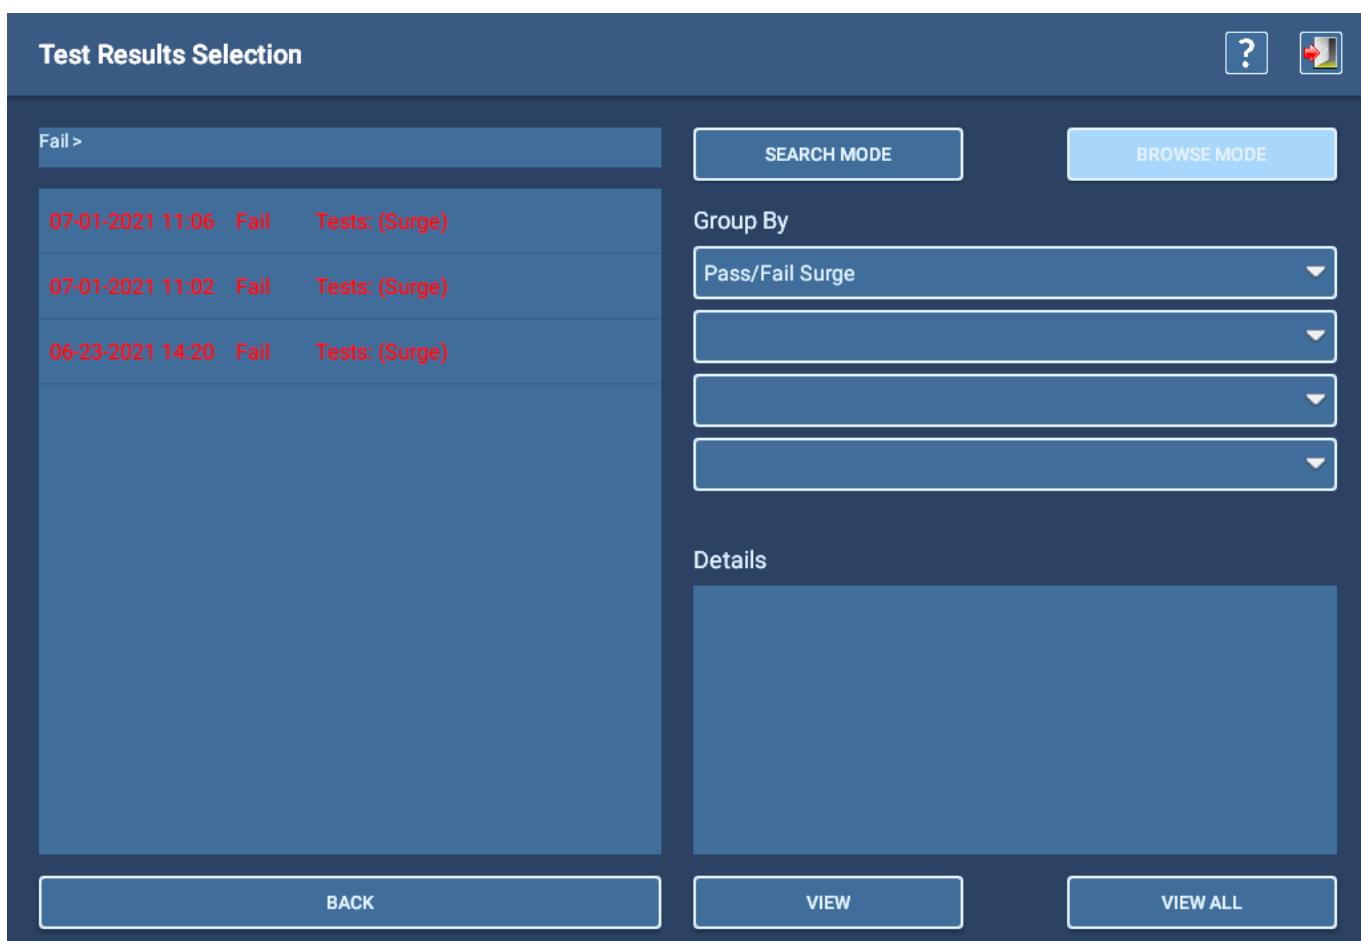 Test Results Selection
?
Fail >
SEARCH MODE
BROWSE MODE
07-01-2021 11:06 Fail Tests: (Surge)
07-01-2021 11:02 Fail Tests: (Surge)
06-23-2021 14:20 Fail Tests: (Surge)
Group By
Pass/Fail Surge
Details
BACK
VIEW
VIEW ALL